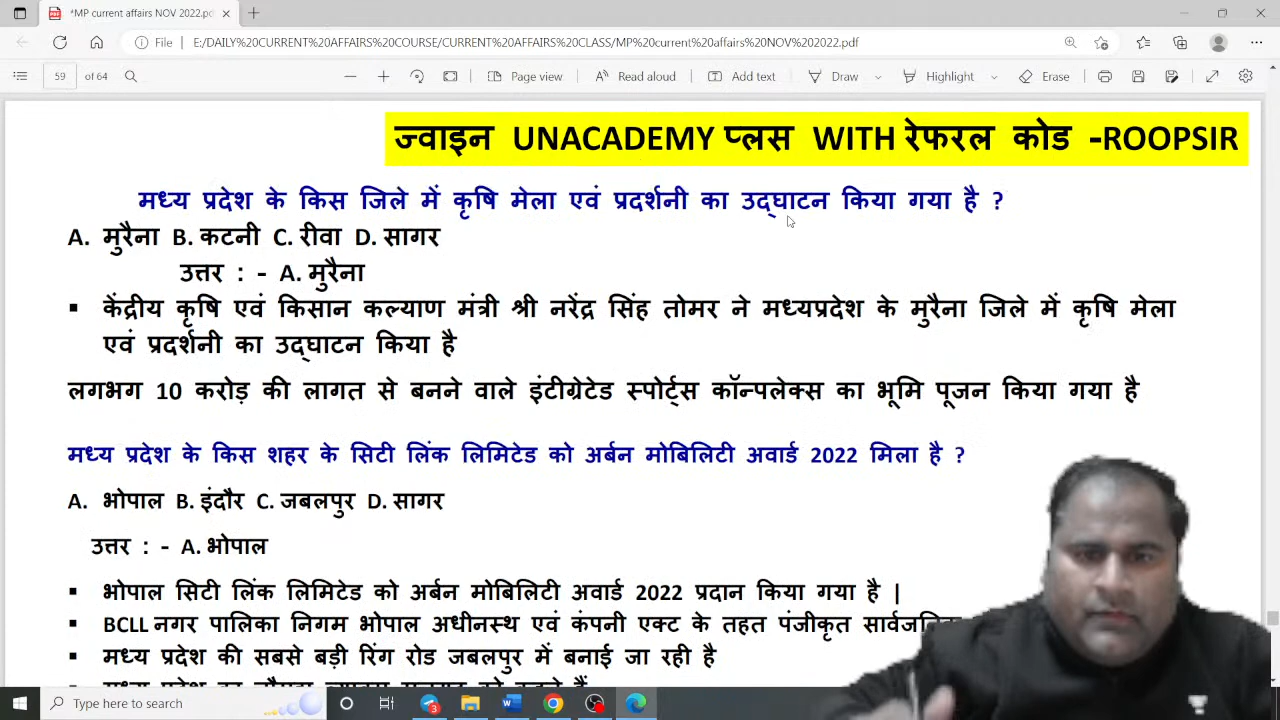 *MP current affairs NOV 2022.pd
File
E:/DAILY%20CURRENT%20AFFAIRS%20COURSE/CURRENT%20AFFAIRS%20CLASS/MP%20current%20affairs%20NOV%202022.pdf
59 of 64
Page view
Read aloud
Add text
Draw
Highlight
Erase
ज्वाइन UNACADEMY प्लस WITH रेफरल कोड -ROOPSIR
मध्य प्रदेश के किस जिले में कृषि मेला एवं प्रदर्शनी का उद्घाटन किया गया है ?
A. मुरैना B. कटनी C. रीवा D. सागर
उत्तर : - A. मुरैना
▪ केंद्रीय कृषि एवं किसान कल्याण मंत्री श्री नरेंद्र सिंह तोमर ने मध्यप्रदेश के मुरैना जिले में कृषि मेला
एवं प्रदर्शनी का उद्घाटन किया है
लगभग 10 करोड़ की लागत से बनने वाले इंटीग्रेटेड स्पोर्ट्स कॉम्पलेक्स का भूमि पूजन किया गया है
मध्य प्रदेश के किस शहर के सिटी लिंक लिमिटेड को अर्बन मोबिलिटी अवार्ड 2022 मिला है ?
A. भोपाल B. इंदौर C. जबलपुर D. सागर
उत्तर : - A. भोपाल
▪ भोपाल सिटी लिंक लिमिटेड को अर्बन मोबिलिटी अवार्ड 2022 प्रदान किया गया है |
▪ BCLL नगर पालिका निगम भोपाल अधीनस्थ एवं कंपनी एक्ट के तहत पंजीकृत
▪ मध्य प्रदेश की सबसे बड़ी रिंग रोड जबलपुर में बनाई जा रही है
Type here to search
3